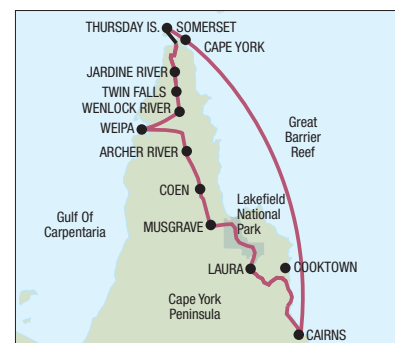 THURSDAY IS. SOMERSET
CAPE YORK
JARDINE RIVER
TWIN FALLS
WENLOCK RIVER
WEIPA
Great
Barrier
Reef
ARCHER RIVER
COEN
Lakefield
National
Park
Gulf Of
Carpentaria
MUSGRAVE
LAURA
COOKTOWN
Cape York
Peninsula
CAIRNS